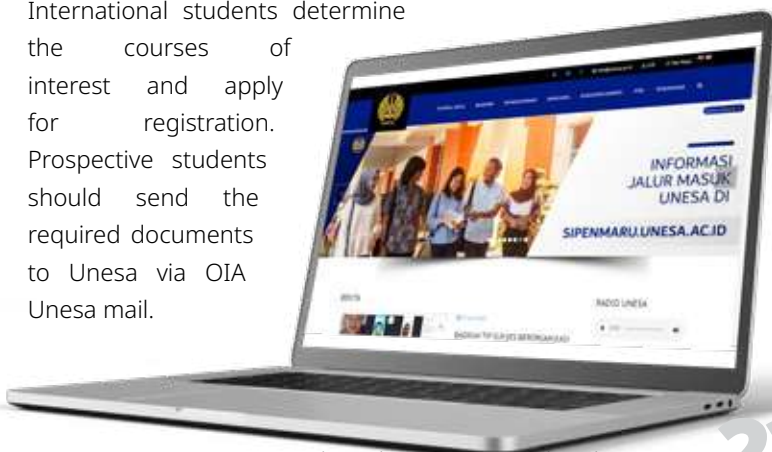 International students determine
the courses of
interest and apply
for registration.
Prospective students
should send the
required documents
to Unesa via OIA
Unesa mail.
INFORMASI
JALUR MASUK
UNESA DI
SIPENMARU.UNESA.AC.ID
BERITA
RADIO UNESA